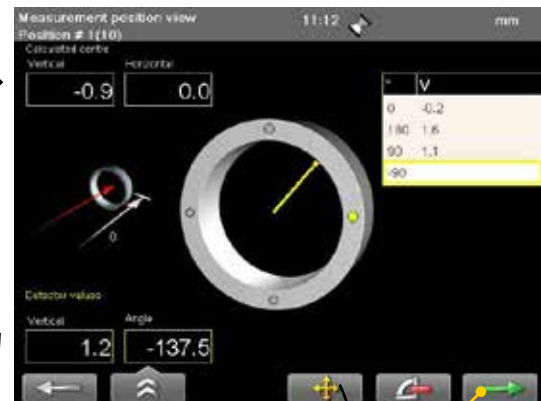 Measurement position view 11:12 mm
Position # 1(10)
Calculated centre
Vertical Horizontal
-0.9 0.0
° V
0 -0.2
180 1.6
90 1.1
-90
0
Detector values
Vertical Angle
1.2 -137.5